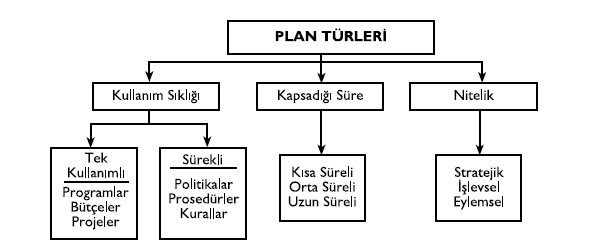 PLAN TÜRLERİ
Kullanım Sıklığı
Kapsadığı Süre
Nitelik
Tek
Kullanımlı
Programlar
Bütçeler
Projeler
Sürekli
Politikalar
Prosedürler
Kurallar
Kısa Süreli
Orta Süreli
Uzun Süreli
Stratejik
İşlevsel
Eylemsel